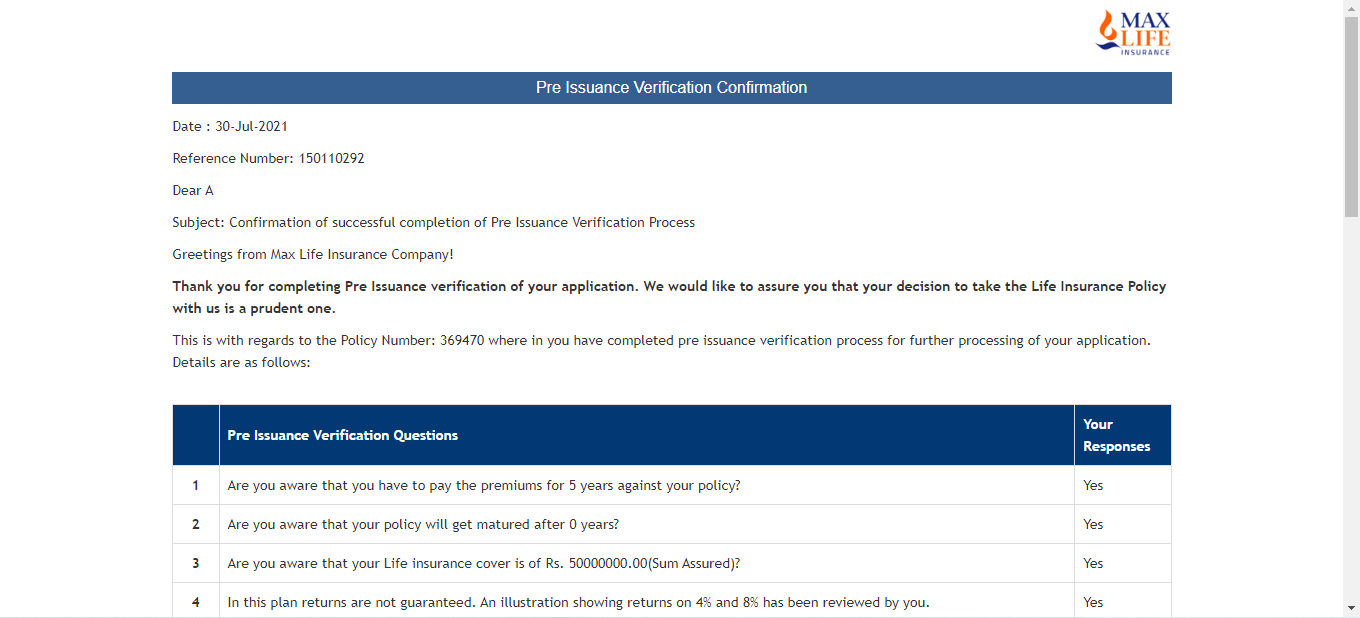 MAX
LIFE
INSURANCE
Pre Issuance Verification Confirmation
Date : 30-Jul-2021
Reference Number: 150110292
Dear A
Subject: Confirmation of successful completion of Pre Issuance Verification Process
Greetings from Max Life Insurance Company!
Thank you for completing Pre Issuance verification of your application. We would like to assure you that your decision to take the Life Insurance Policy
with us is a prudent one.
This is with regards to the Policy Number: 369470 where in you have completed pre issuance verification process for further processing of your application.
Details are as follows:
Pre Issuance Verification Questions Your
Responses
1 Are you aware that you have to pay the premiums for 5 years against your policy? Yes
2 Are you aware that your policy will get matured after 0 years? Yes
3 Are you aware that your Life insurance cover is of Rs. 50000000.00(Sum Assured)? Yes
4 In this plan returns are not guaranteed. An illustration showing returns on 4% and 8% has been reviewed by you. Yes